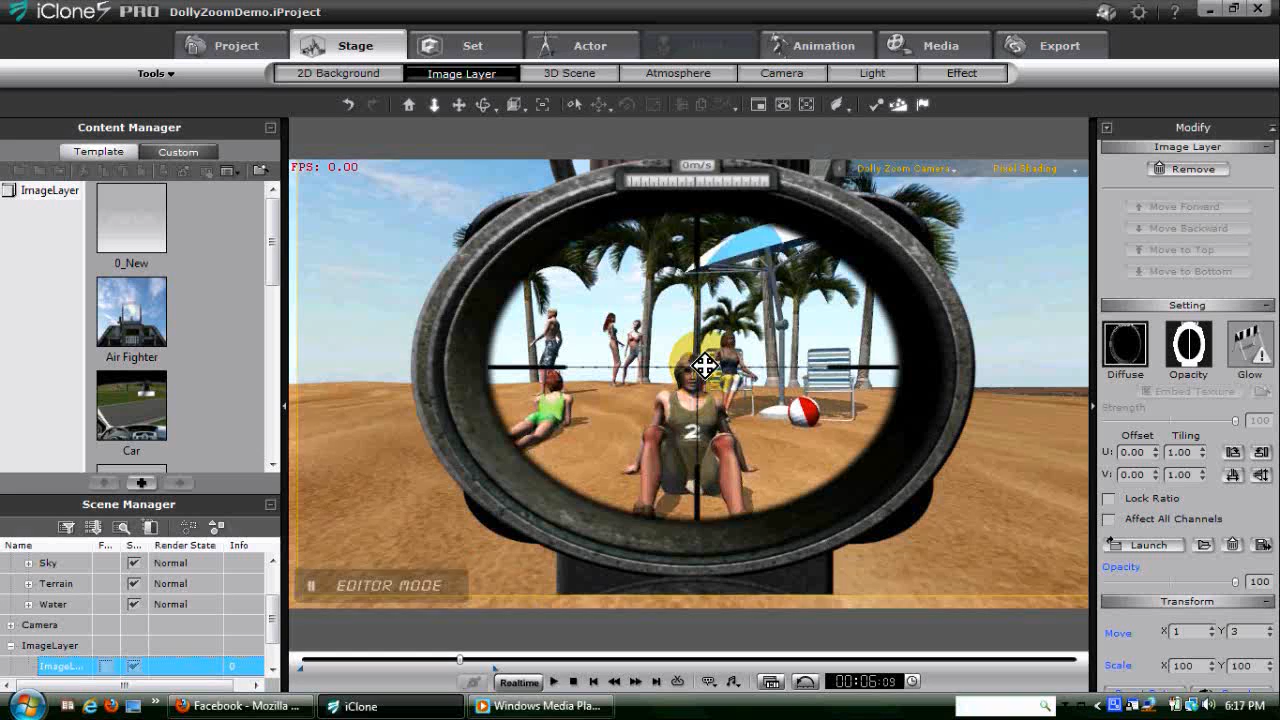 iClone5 PRO DollyZoomDemo.iProject
Project Stage Set Actor Animation Media Export
Tools 2D Background Image Layer 3D Scene Atmosphere Camera Light Effect
Content Manager
Template Custom
ImageLayer
0_New
Air Fighter
Car
Scene Manager
Name F... S... Render State Info
Sky Normal
Terrain Normal
Water Normal
Camera
ImageLayer
ImageL... 0
FPS: 0.00 0m/s Dolly Zoom Camera Pixel Shading
2
EDITOR MODE
Realtime 00:06:09
Modify
Image Layer
Remove
Move Forward
Move Backward
Move to Top
Move to Bottom
Setting
Diffuse Opacity Glow
Embed Texture
Strength 100
Offset Tiling
U: 0.00 1.00
V: 0.00 1.00
Lock Ratio
Affect All Channels
Launch
Opacity 100
Transform
Move X 1 Y 3
Scale X 100 Y 100
Facebook - Mozilla ... iClone Windows Media Pla... 6:17 PM